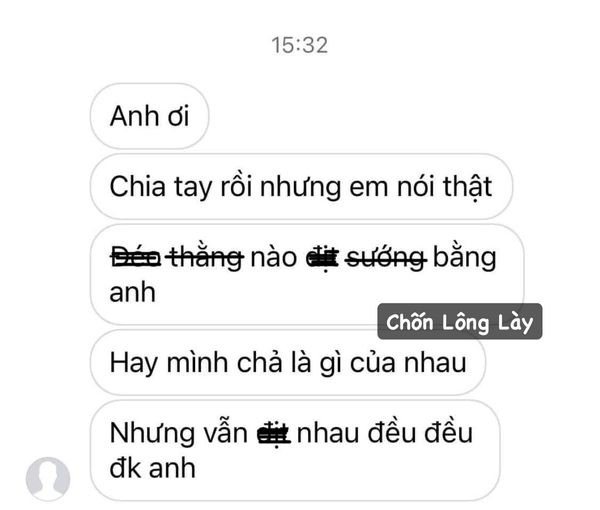 15:32
Anh ơi
Chia tay rồi nhưng em nói thật
Đéo thằng nào địt sướng bằng
anh
Chốn Lông Lày
Hay mình chả là gì của nhau
Nhưng vẫn địt nhau đều đều
đk anh